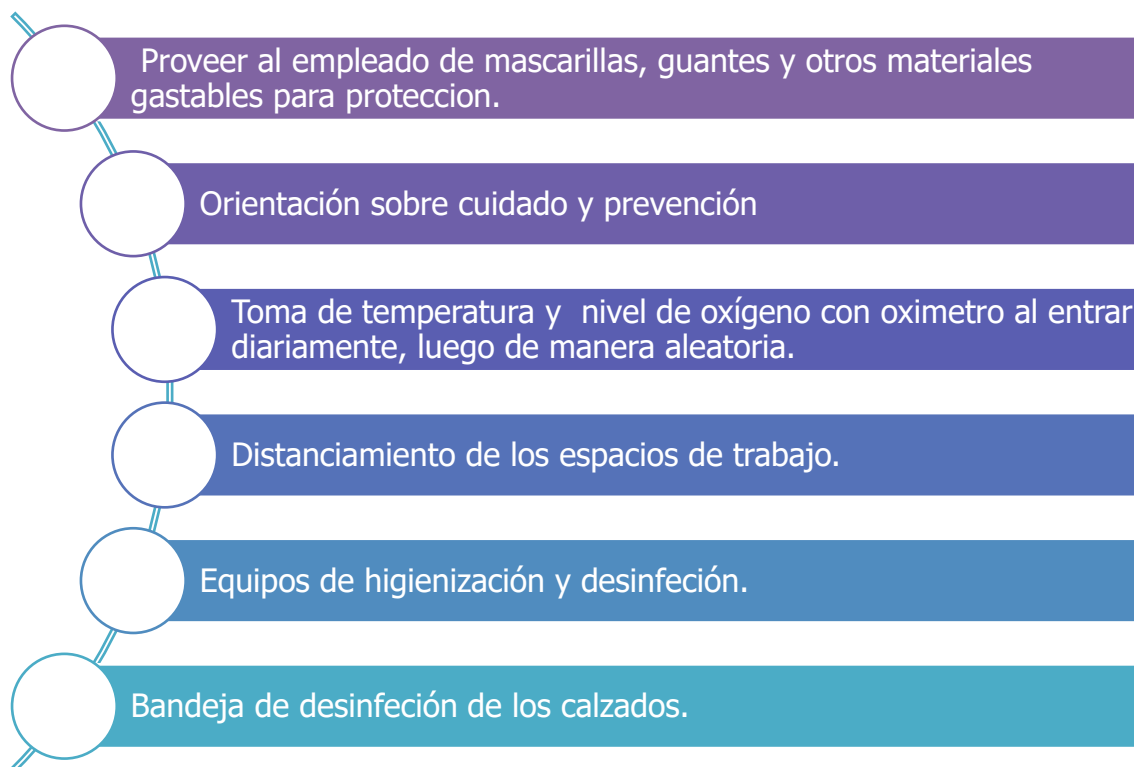 Proveer al empleado de mascarillas, guantes y otros materiales
gastables para proteccion.
Orientación sobre cuidado y prevención
Toma de temperatura y nivel de oxígeno con oximetro al entrar
diariamente, luego de manera aleatoria.
Distanciamiento de los espacios de trabajo.
Equipos de higienización y desinfeción.
Bandeja de desinfeción de los calzados.